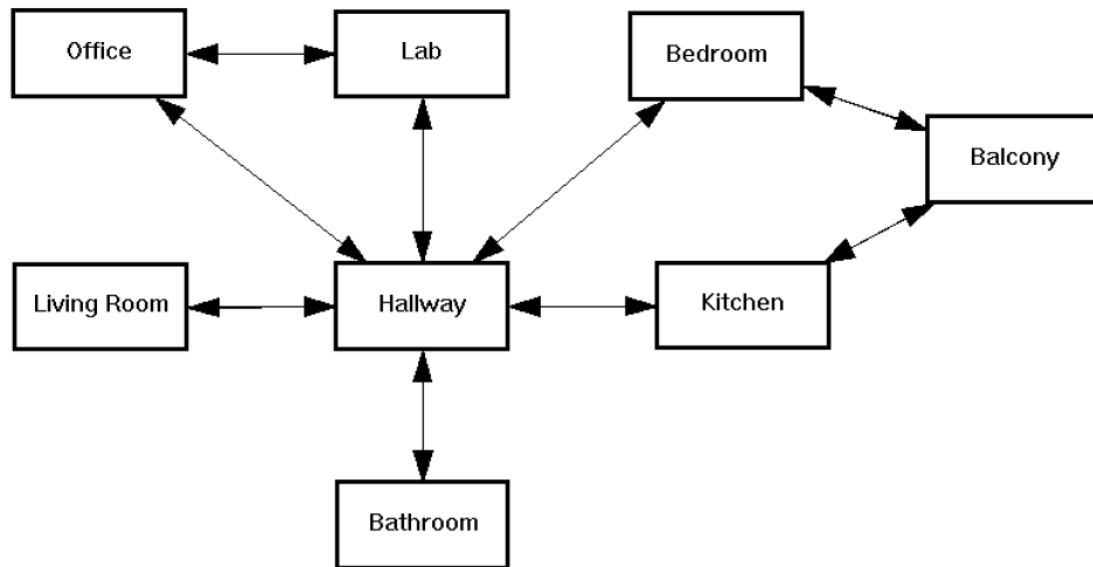 Office
Lab
Bedroom
Balcony
Living Room
Hallway
Kitchen
Bathroom